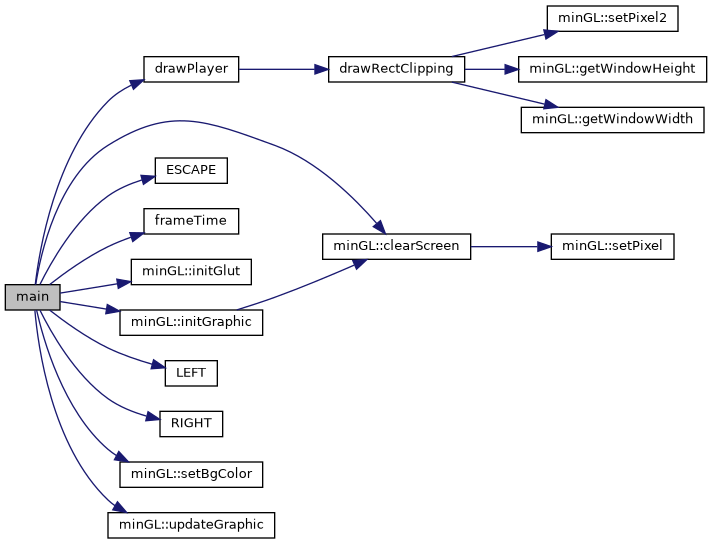 minGL::setPixel2
drawPlayer
drawRectClipping
minGL::getWindowHeight
minGL::getWindowWidth
ESCAPE
frameTime
minGL::clearScreen
minGL::setPixel
minGL::initGlut
main
minGL::initGraphic
LEFT
RIGHT
minGL::setBgColor
minGL::updateGraphic